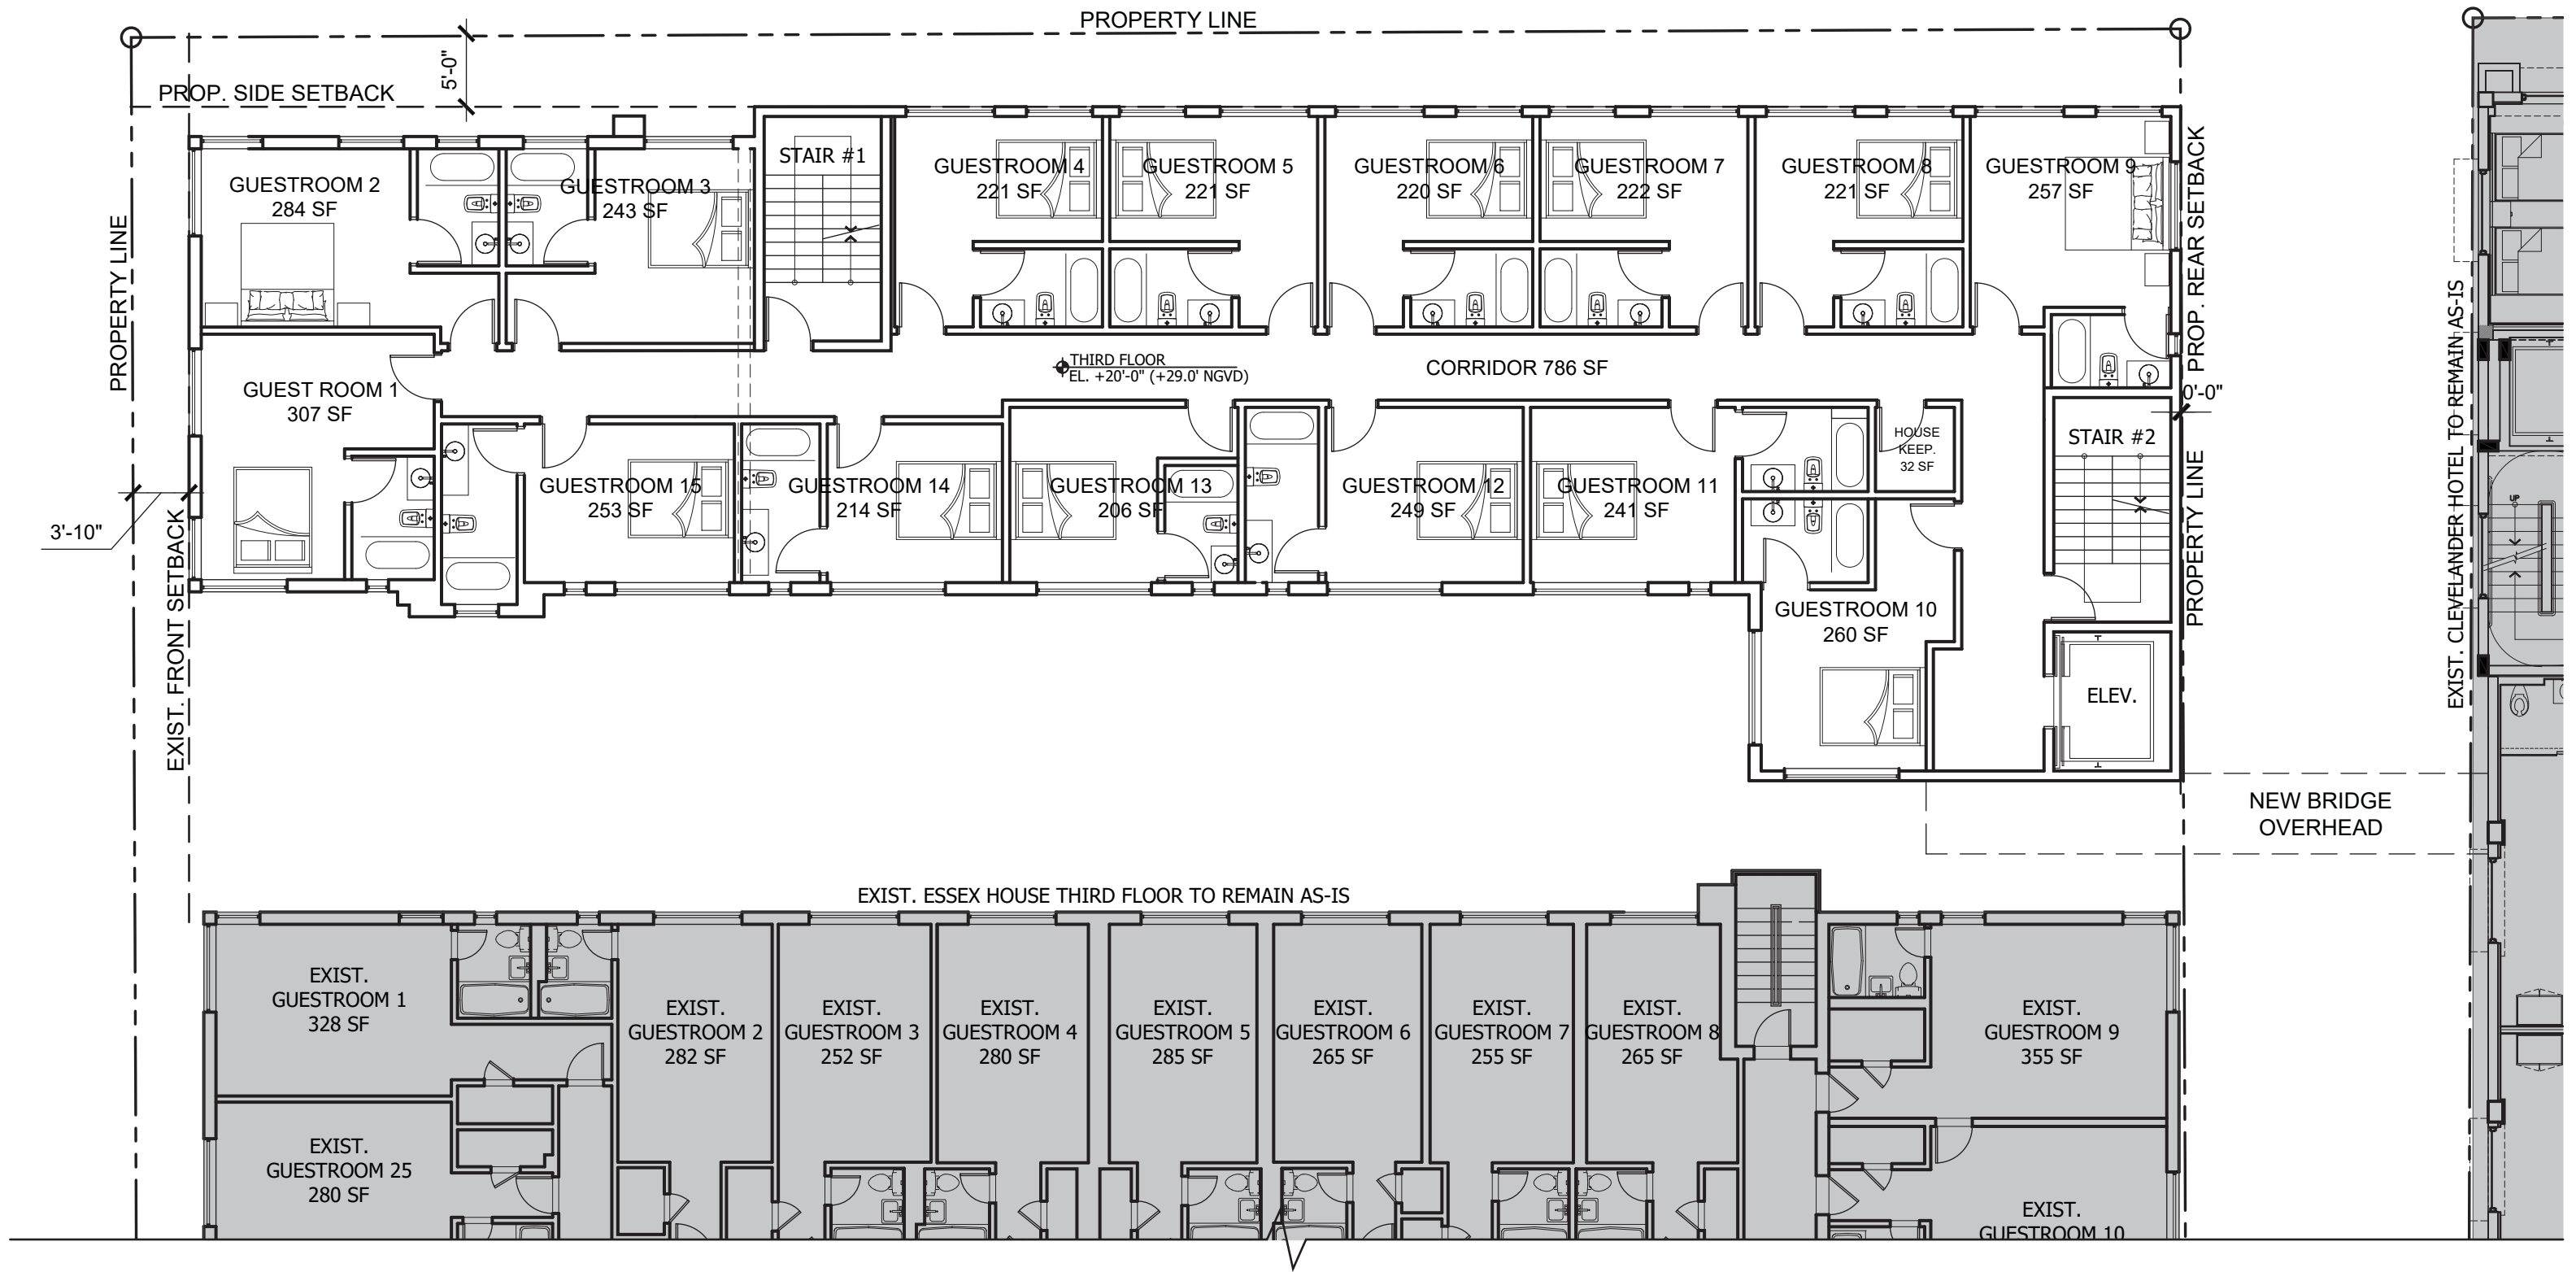 PROPERTY LINE
5'-0"
PROP. SIDE SETBACK
STAIR #1
GUESTROOM 2
284 SF
GUESTROOM 3
243 SF
GUESTROOM 4
221 SF
GUESTROOM 5
221 SF
GUESTROOM 6
220 SF
GUESTROOM 7
222 SF
GUESTROOM 8
221 SF
GUESTROOM 9
257 SF
PROP. REAR SETBACK
PROPERTY LINE
GUEST ROOM 1
307 SF
THIRD FLOOR
EL. +20'-0" (+29.0' NGVD)
CORRIDOR 786 SF
0'-0"
EXIST. CLEVELANDER HOTEL TO REMAIN AS-IS
HOUSE
KEEP.
32 SF
STAIR #2
GUESTROOM 15
253 SF
GUESTROOM 14
214 SF
GUESTROOM 13
206 SF
GUESTROOM 12
249 SF
GUESTROOM 11
241 SF
UP
PROPERTY LINE
3'-10"
EXIST. FRONT SETBACK
GUESTROOM 10
260 SF
ELEV.
NEW BRIDGE
OVERHEAD
EXIST. ESSEX HOUSE THIRD FLOOR TO REMAIN AS-IS
EXIST.
GUESTROOM 1
328 SF
EXIST.
GUESTROOM 2
282 SF
EXIST.
GUESTROOM 3
252 SF
EXIST.
GUESTROOM 4
280 SF
EXIST.
GUESTROOM 5
285 SF
EXIST.
GUESTROOM 6
265 SF
EXIST.
GUESTROOM 7
255 SF
EXIST.
GUESTROOM 8
265 SF
EXIST.
GUESTROOM 9
355 SF
EXIST.
GUESTROOM 25
280 SF
EXIST.
GUESTROOM 10